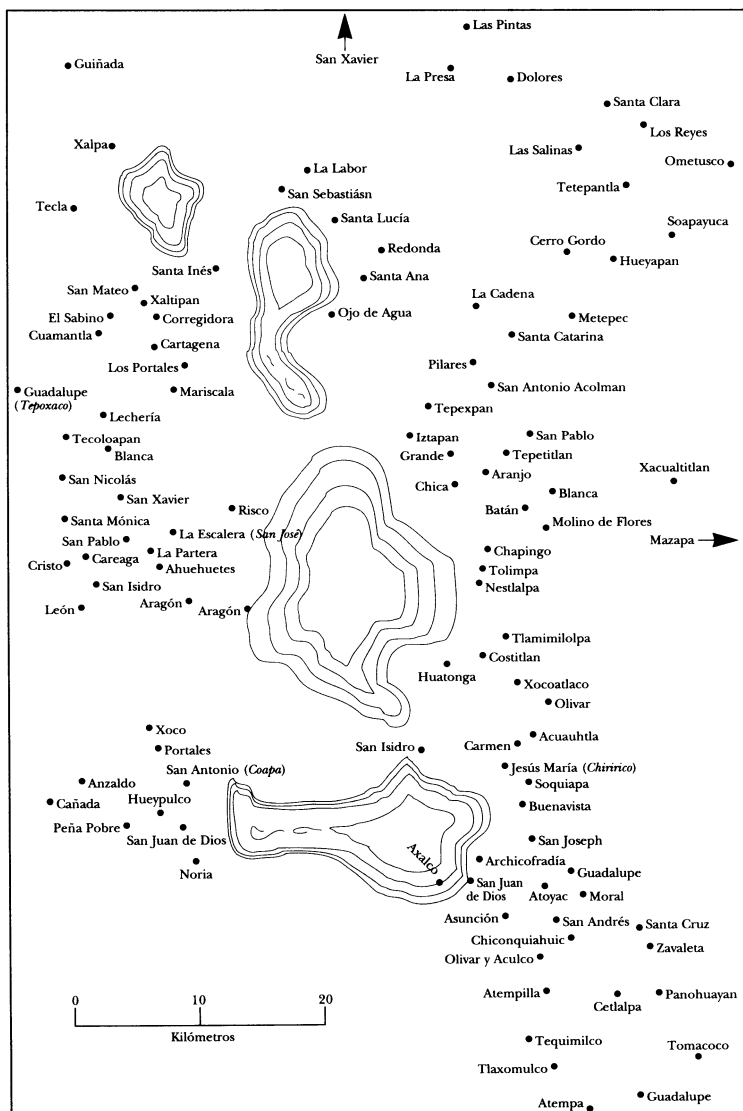 Las Pintas
San Xavier
Guiñada
La Presa
Dolores
Santa Clara
Los Reyes
Xalpa
Las Salinas
Ometusco
La Labor
San Sebastiásn
Tetepantla
Tecla
Santa Lucía
Soapayuca
Redonda
Cerro Gordo
Hueyapan
Santa Inés
Santa Ana
San Mateo
Xaltipan
La Cadena
El Sabino
Corregidora
Ojo de Agua
Metepec
Cuamantla
Santa Catarina
Cartagena
Los Portales
Pilares
Guadalupe
(Tepoxaco)
Mariscala
San Antonio Acolman
Lechería
Tepexpan
Tecoloapan
Iztapan
San Pablo
Blanca
Grande
Tepetitlan
Xacualtitlan
San Nicolás
Aranjo
Chica
Blanca
San Xavier
Risco
Batán
Santa Mónica
Molino de Flores
La Escalera (San José)
San Pablo
Mazapa
La Partera
Chapingo
Careaga
Cristo
Ahuehuetes
Tolimpa
San Isidro
Nestlalpa
León
Aragón
Aragón
Tlamimilolpa
Costitlan
Huatonga
Xocoatlaco
Olivar
Xoco
Acuauhtla
Portales
San Isidro
Carmen
San Antonio (Coapa)
Jesús María (Chiririco)
Anzaldo
Soquiapa
Cañada
Hueypulco
Buenavista
Peña Pobre
San Juan de Dios
San Joseph
Noria
Axalco
Archicofradía
Guadalupe
San Juan
de Dios
Atoyac
Moral
Asunción
San Andrés
Santa Cruz
Chiconquiahuic
Zavaleta
Olivar y Aculco
Atempilla
Cetlalpa
Panohuayan
0 10 20
Kilómetros
Tequimilco
Tomacoco
Tlaxomulco
Atempa
Guadalupe